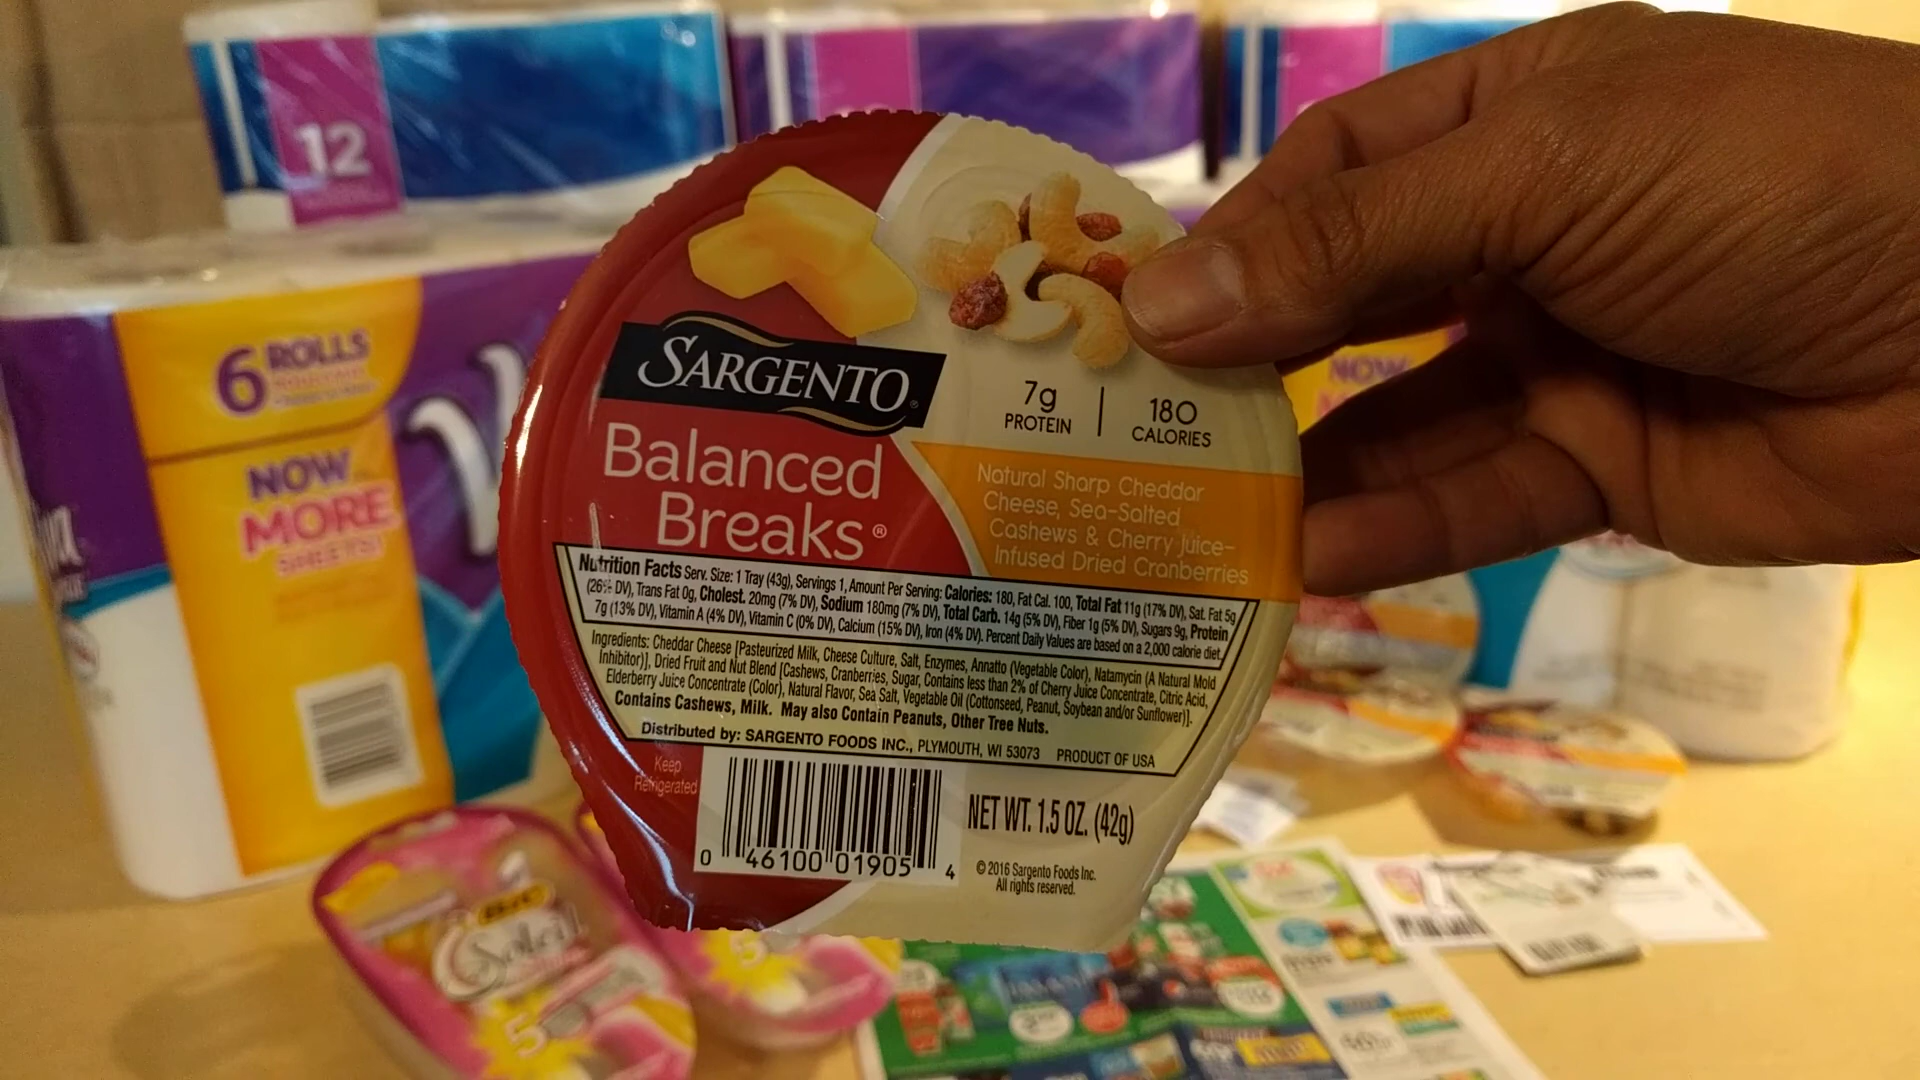 12
6 ROLLS
NOW
MORE
SHEETS!
NOW
SARGENTO®
Balanced
Breaks®
7g
PROTEIN
180
CALORIES
Natural Sharp Cheddar
Cheese, Sea-Salted
Cashews & Cherry Juice-
Infused Dried Cranberries
Nutrition Facts Serv. Size: 1 Tray (43g), Servings 1, Amount Per Serving: Calories: 180, Fat Cal. 100, Total Fat 11g (17% DV), Sat. Fat 5g
(26% DV), Trans Fat 0g, Cholest. 20mg (7% DV), Sodium 180mg (7% DV), Total Carb. 14g (5% DV), Fiber 1g (5% DV), Sugars 9g, Protein
7g (13% DV), Vitamin A (4% DV), Vitamin C (0% DV), Calcium (15% DV), Iron (4% DV). Percent Daily Values are based on a 2,000 calorie diet.
Ingredients: Cheddar Cheese [Pasteurized Milk, Cheese Culture, Salt, Enzymes, Annatto (Vegetable Color), Natamycin (A Natural Mold
Inhibitor)], Dried Fruit and Nut Blend [Cashews, Cranberries, Sugar, Contains less than 2% of Cherry Juice Concentrate, Citric Acid,
Elderberry Juice Concentrate (Color), Natural Flavor, Sea Salt, Vegetable Oil (Cottonseed, Peanut, Soybean and/or Sunflower)].
Contains Cashews, Milk. May also Contain Peanuts, Other Tree Nuts.
Distributed by: SARGENTO FOODS INC., PLYMOUTH, WI 53073 PRODUCT OF USA
Keep
Refrigerated
0 46100 01905 4
NET WT. 1.5 OZ. (42g)
© 2016 Sargento Foods Inc.
All rights reserved.
BIC
Soleil
5
5